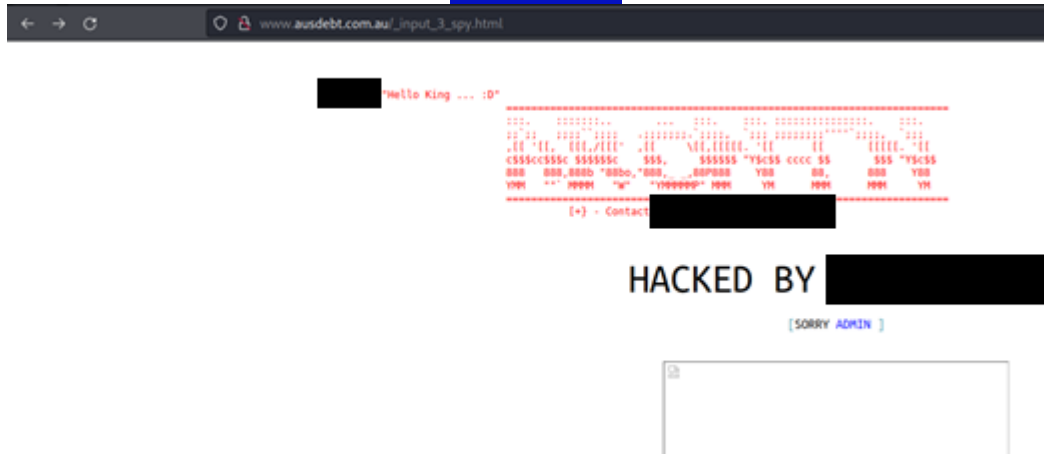 www.ausdebt.com.au/_input_3_spy.html
"Hello King ... :D"
[+] - Contact
HACKED BY
[SORRY ADMIN ]